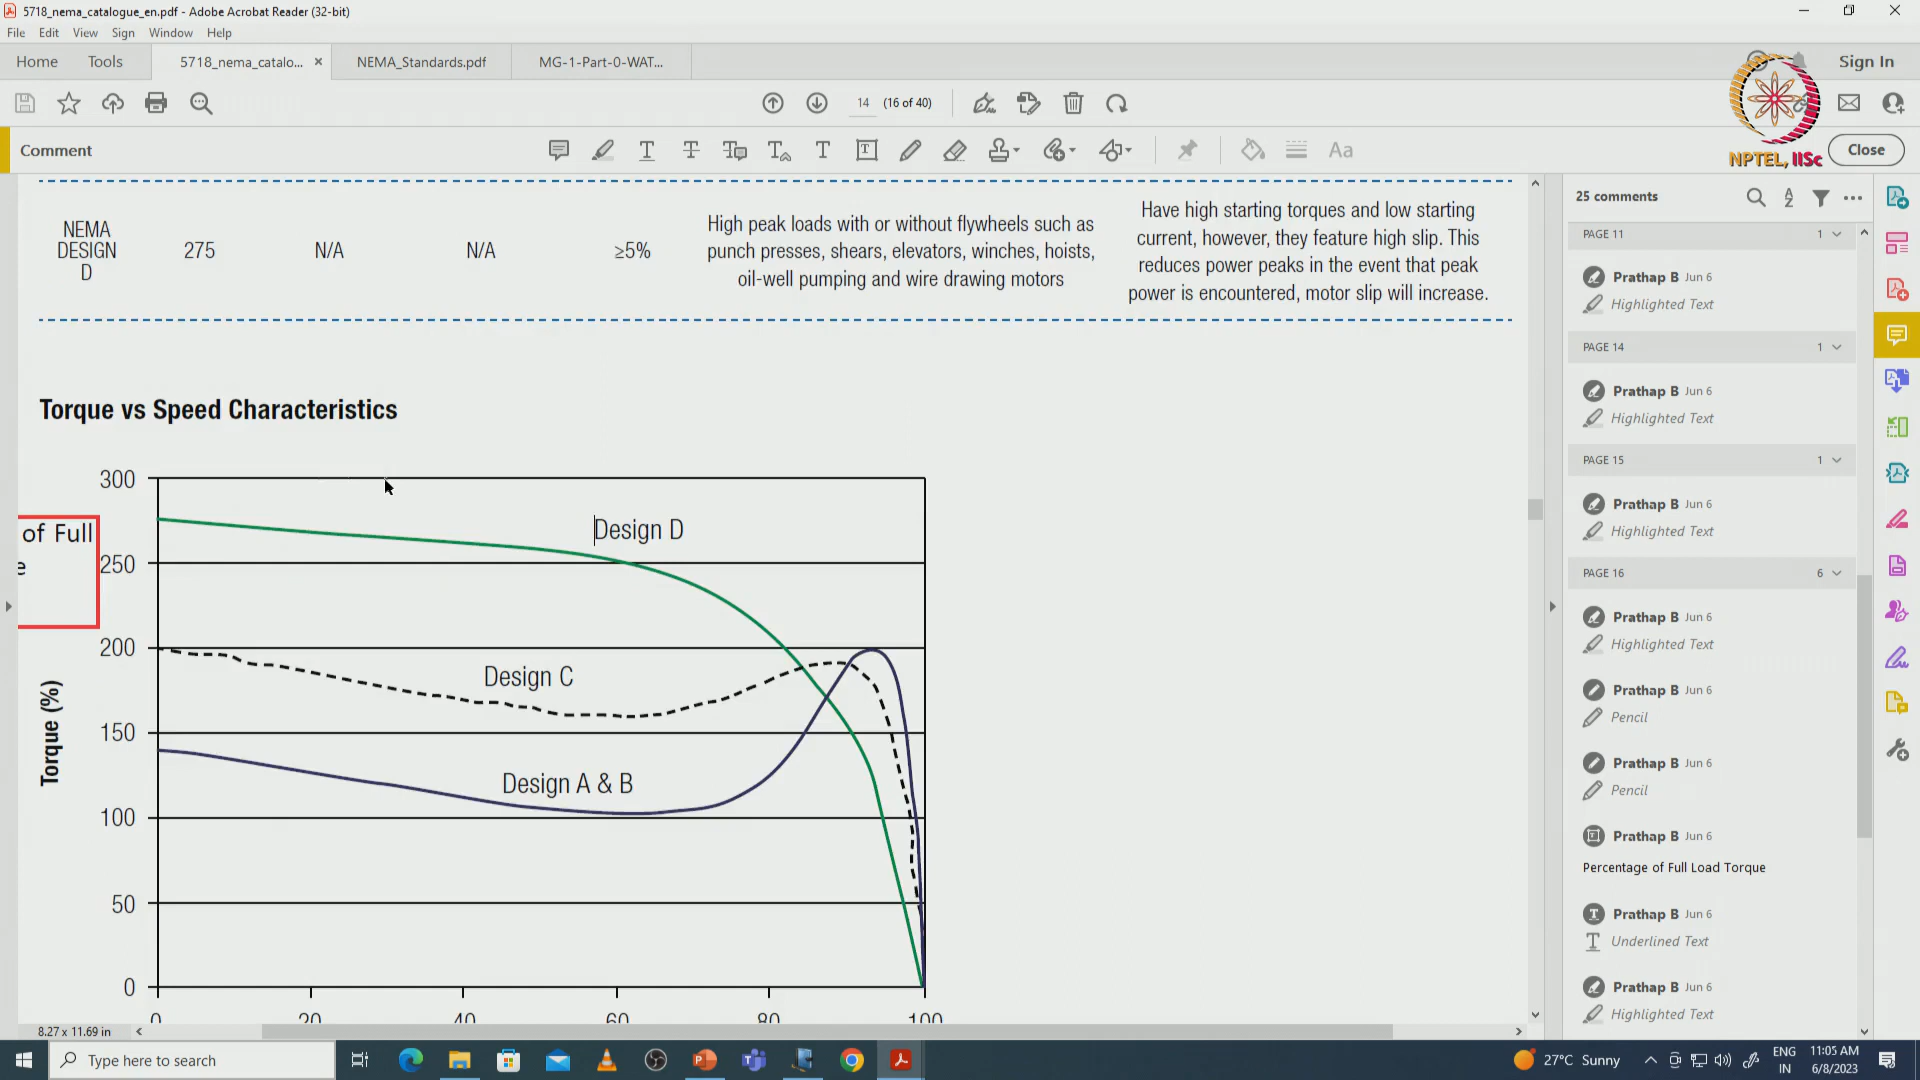 5718_nema_catalogue_en.pdf - Adobe Acrobat Reader (32-bit)
File Edit View Sign Window Help
Home Tools 5718_nema_catalo... × NEMA_Standards.pdf MG-1-Part-0-WAT... Sign In
14 (16 of 40)
NPTEL, IISc
Comment Close
NEMA
DESIGN
D
275 N/A N/A ≥5%
High peak loads with or without flywheels such as
punch presses, shears, elevators, winches, hoists,
oil-well pumping and wire drawing motors
Have high starting torques and low starting
current, however, they feature high slip. This
reduces power peaks in the event that peak
power is encountered, motor slip will increase.
Torque vs Speed Characteristics
of Full
e
Torque (%)
300
250
200
150
100
50
0
Design D
Design C
Design A & B
0 20 40 60 80 100
8.27 x 11.69 in
25 comments
PAGE 11 1
Prathap B Jun 6
Highlighted Text
PAGE 14 1
Prathap B Jun 6
Highlighted Text
PAGE 15 1
Prathap B Jun 6
Highlighted Text
PAGE 16 6
Prathap B Jun 6
Highlighted Text
Prathap B Jun 6
Pencil
Prathap B Jun 6
Pencil
Prathap B Jun 6
Percentage of Full Load Torque
Prathap B Jun 6
Underlined Text
Prathap B Jun 6
Highlighted Text
Type here to search
27°C Sunny
ENG
IN
11:05 AM
6/8/2023